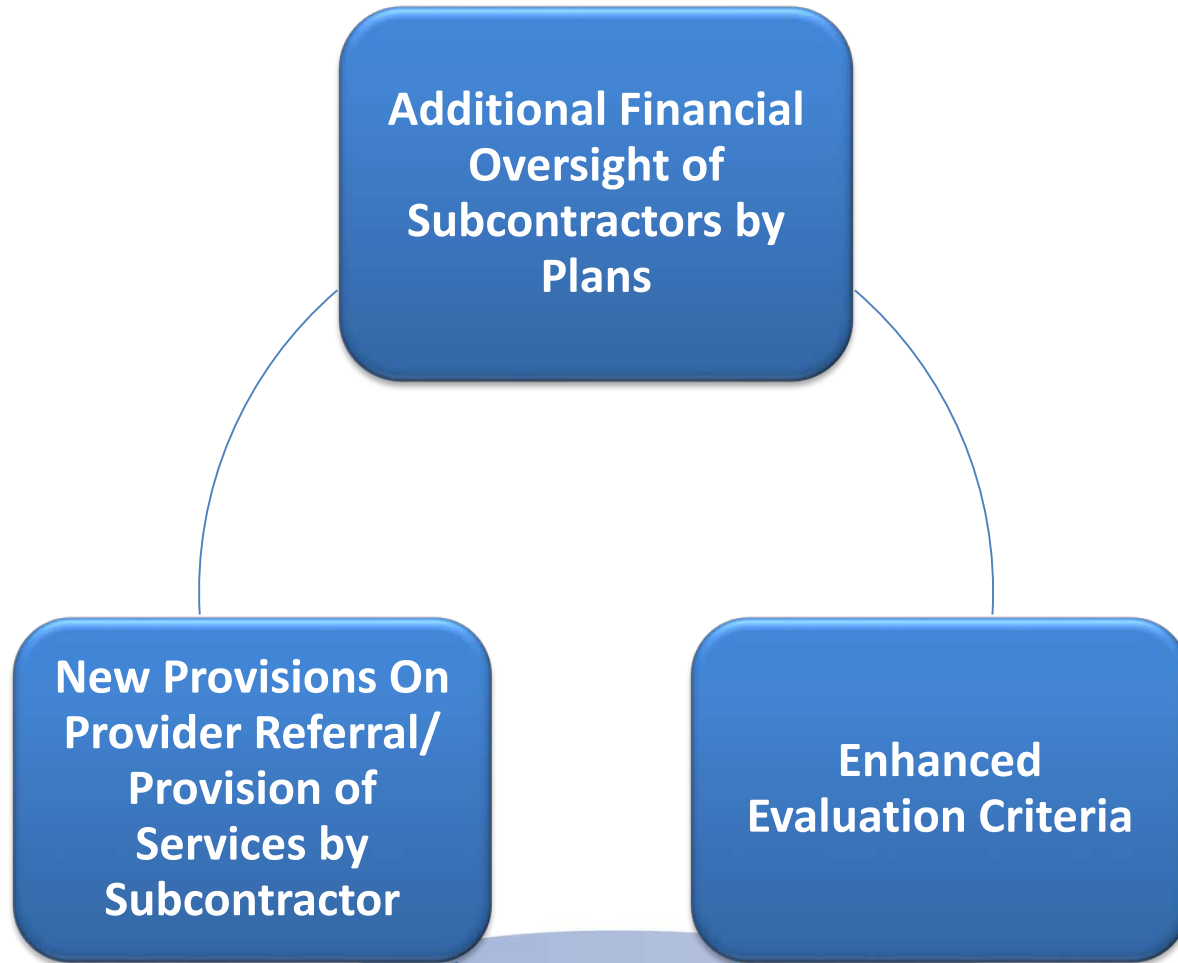 Additional Financial
Oversight of
Subcontractors by
Plans
New Provisions On
Provider Referral/
Provision of
Services by
Subcontractor
Enhanced
Evaluation Criteria